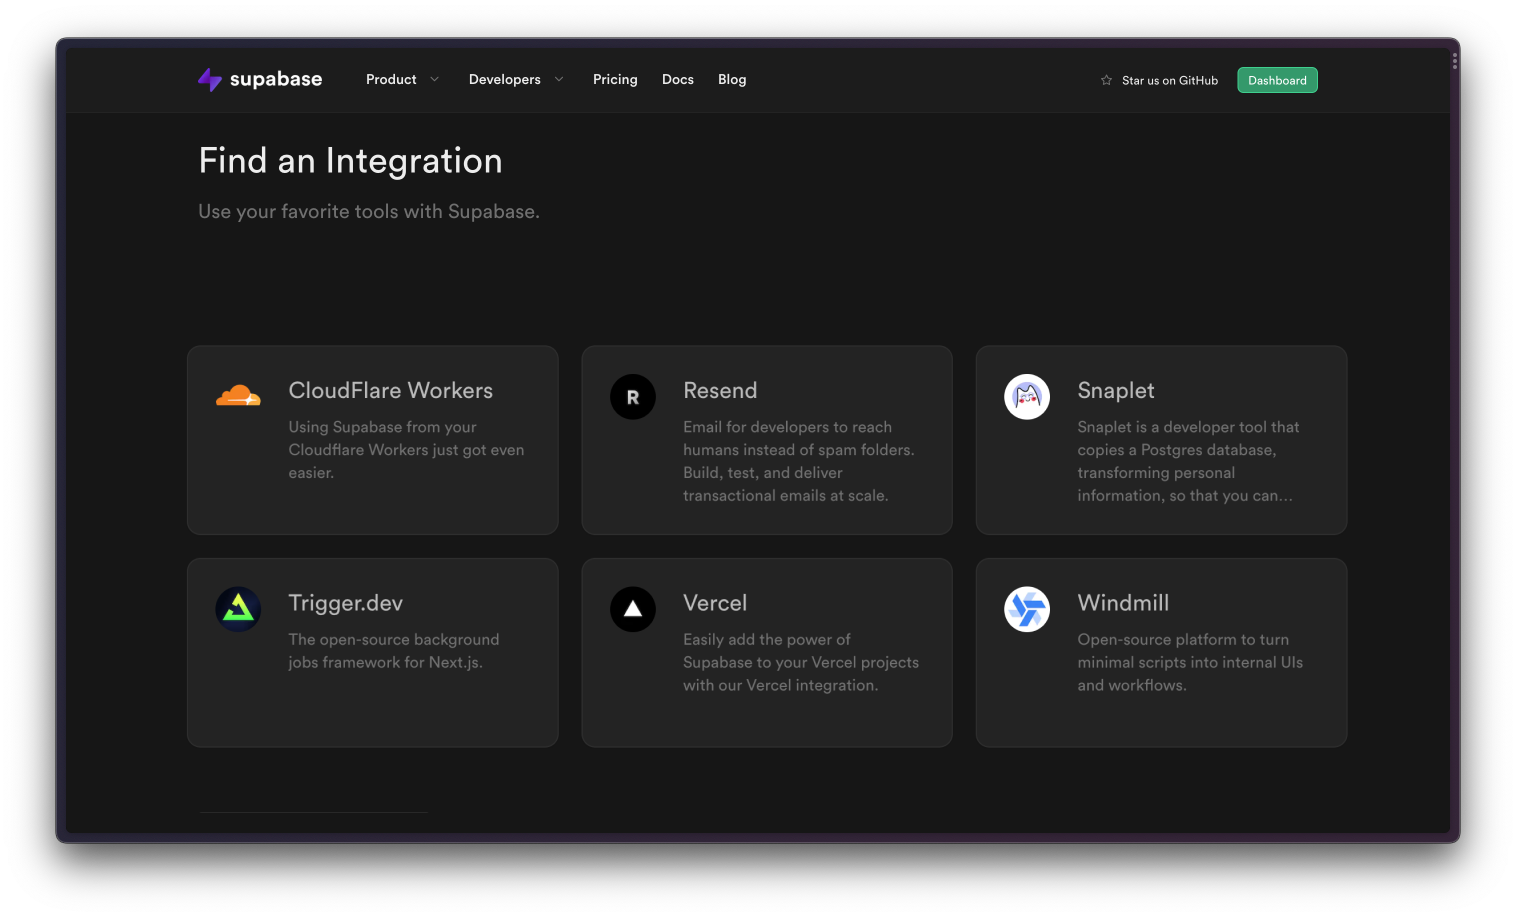 supabase
Product
Developers
Pricing
Docs
Blog
Star us on GitHub
Dashboard
Find an Integration
Use your favorite tools with Supabase.
CloudFlare Workers
Using Supabase from your
Cloudflare Workers just got even
easier.
R
Resend
Email for developers to reach
humans instead of spam folders.
Build, test, and deliver
transactional emails at scale.
Snaplet
Snaplet is a developer tool that
copies a Postgres database,
transforming personal
information, so that you can...
Trigger.dev
The open-source background
jobs framework for Next.js.
Vercel
Easily add the power of
Supabase to your Vercel projects
with our Vercel integration.
Windmill
Open-source platform to turn
minimal scripts into internal UIs
and workflows.